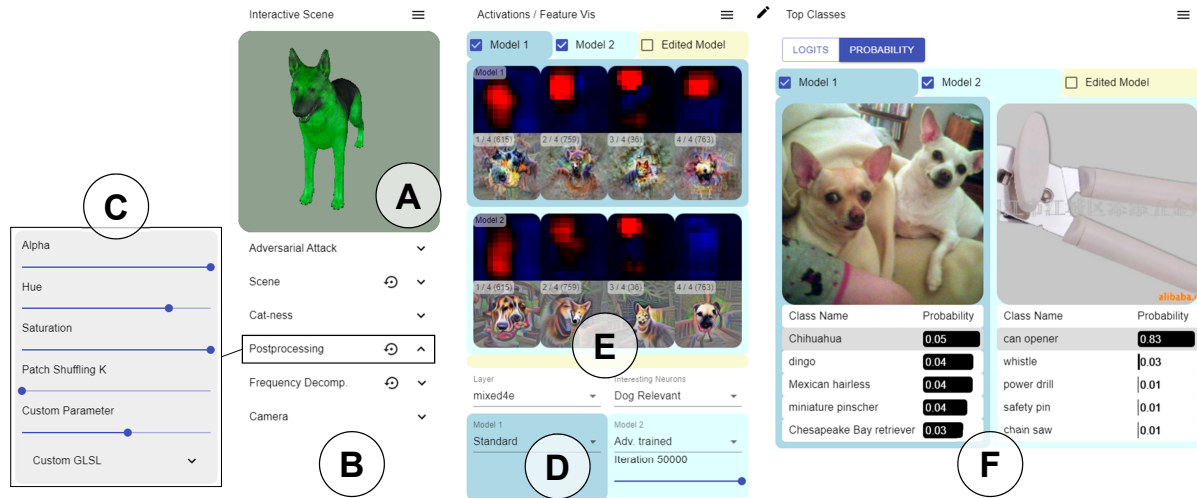 Interactive Scene
A
C
Alpha
Hue
Saturation
Patch Shuffling K
Custom Parameter
Custom GLSL
Adversarial Attack
Scene
Cat-ness
Postprocessing
Frequency Decomp.
Camera
B
Activations / Feature Vis
Model 1
Model 2
Edited Model
Model 1
1 / 4 (615)
2 / 4 (759)
3 / 4 (36)
4 / 4 (763)
Model 2
1 / 4 (615)
2 / 4 (759)
3 / 4 (36)
4 / 4 (763)
E
Layer
Interesting Neurons
mixed4e
Dog Relevant
Model 1
Model 2
Standard
Adv. trained
Iteration 50000
D
Top Classes
LOGITS
PROBABILITY
Model 1
Model 2
Edited Model
alibaba.
Class Name Probability
Chihuahua 0.05
dingo 0.04
Mexican hairless 0.04
miniature pinscher 0.04
Chesapeake Bay retriever 0.03
Class Name Probability
can opener 0.83
whistle 0.03
power drill 0.01
safety pin 0.01
chain saw 0.01
F